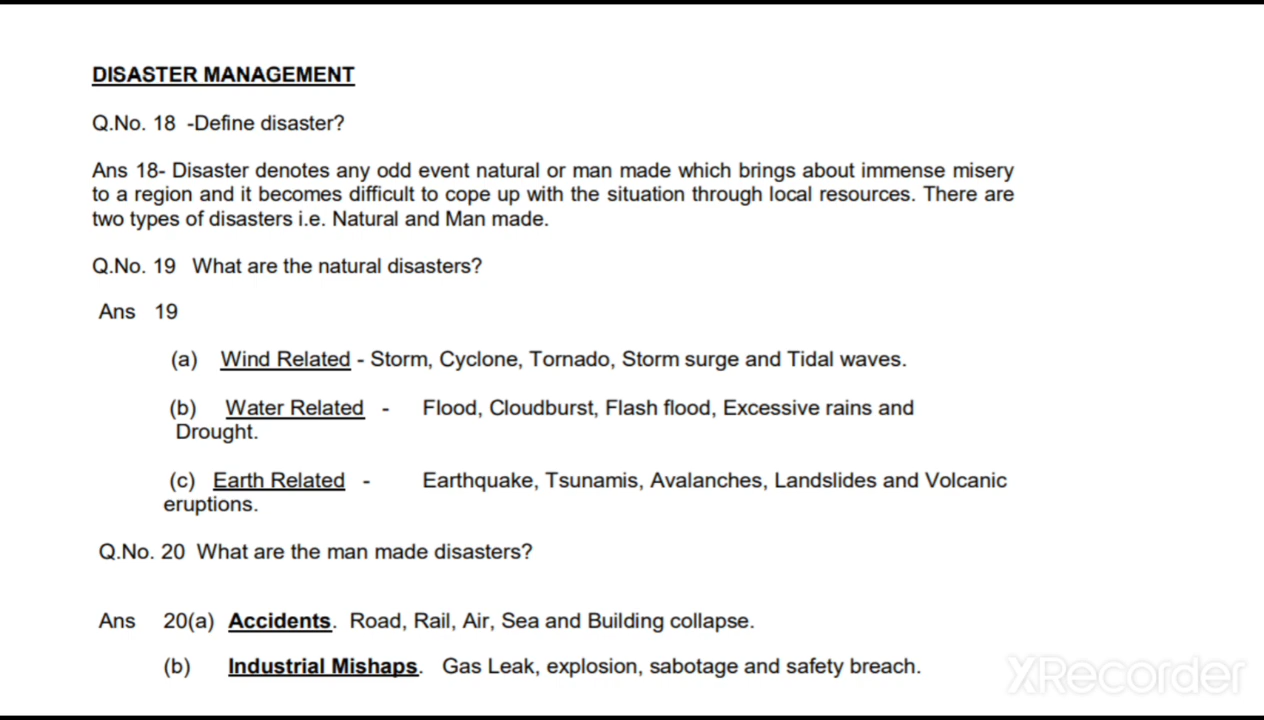 DISASTER MANAGEMENT
Q.No. 18 -Define disaster?
Ans 18- Disaster denotes any odd event natural or man made which brings about immense misery
to a region and it becomes difficult to cope up with the situation through local resources. There are
two types of disasters i.e. Natural and Man made.
Q.No. 19 What are the natural disasters?
Ans 19
(a) Wind Related - Storm, Cyclone, Tornado, Storm surge and Tidal waves.
(b) Water Related - Flood, Cloudburst, Flash flood, Excessive rains and
Drought.
(c) Earth Related - Earthquake, Tsunamis, Avalanches, Landslides and Volcanic
eruptions.
Q.No. 20 What are the man made disasters?
Ans 20(a) Accidents. Road, Rail, Air, Sea and Building collapse.
(b) Industrial Mishaps. Gas Leak, explosion, sabotage and safety breach.
XRecorder